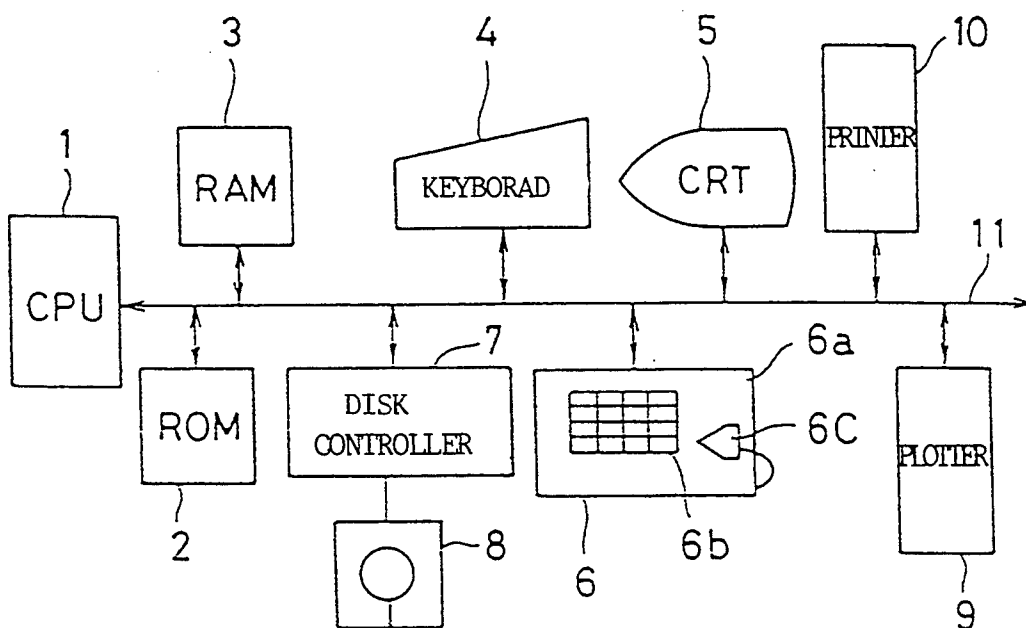 3
4
5
10
1
RAM
KEYBORAD
CRT
PRINIER
11
CPU
7
6a
ROM
DISK
CONTROLLER
6C
PLOTTER
2
8
6
6b
9